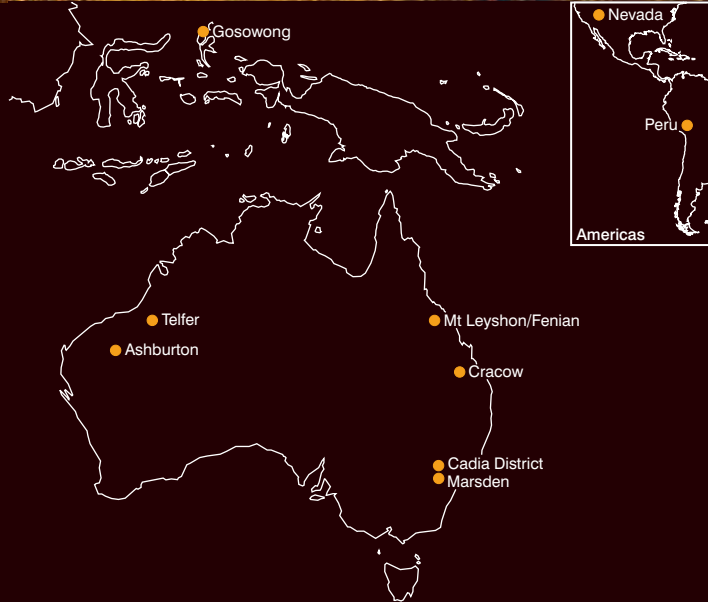 Gosowong
Nevada
Peru
Americas
Telfer
Mt Leyshon/Fenian
Ashburton
Cracow
Cadia District
Marsden